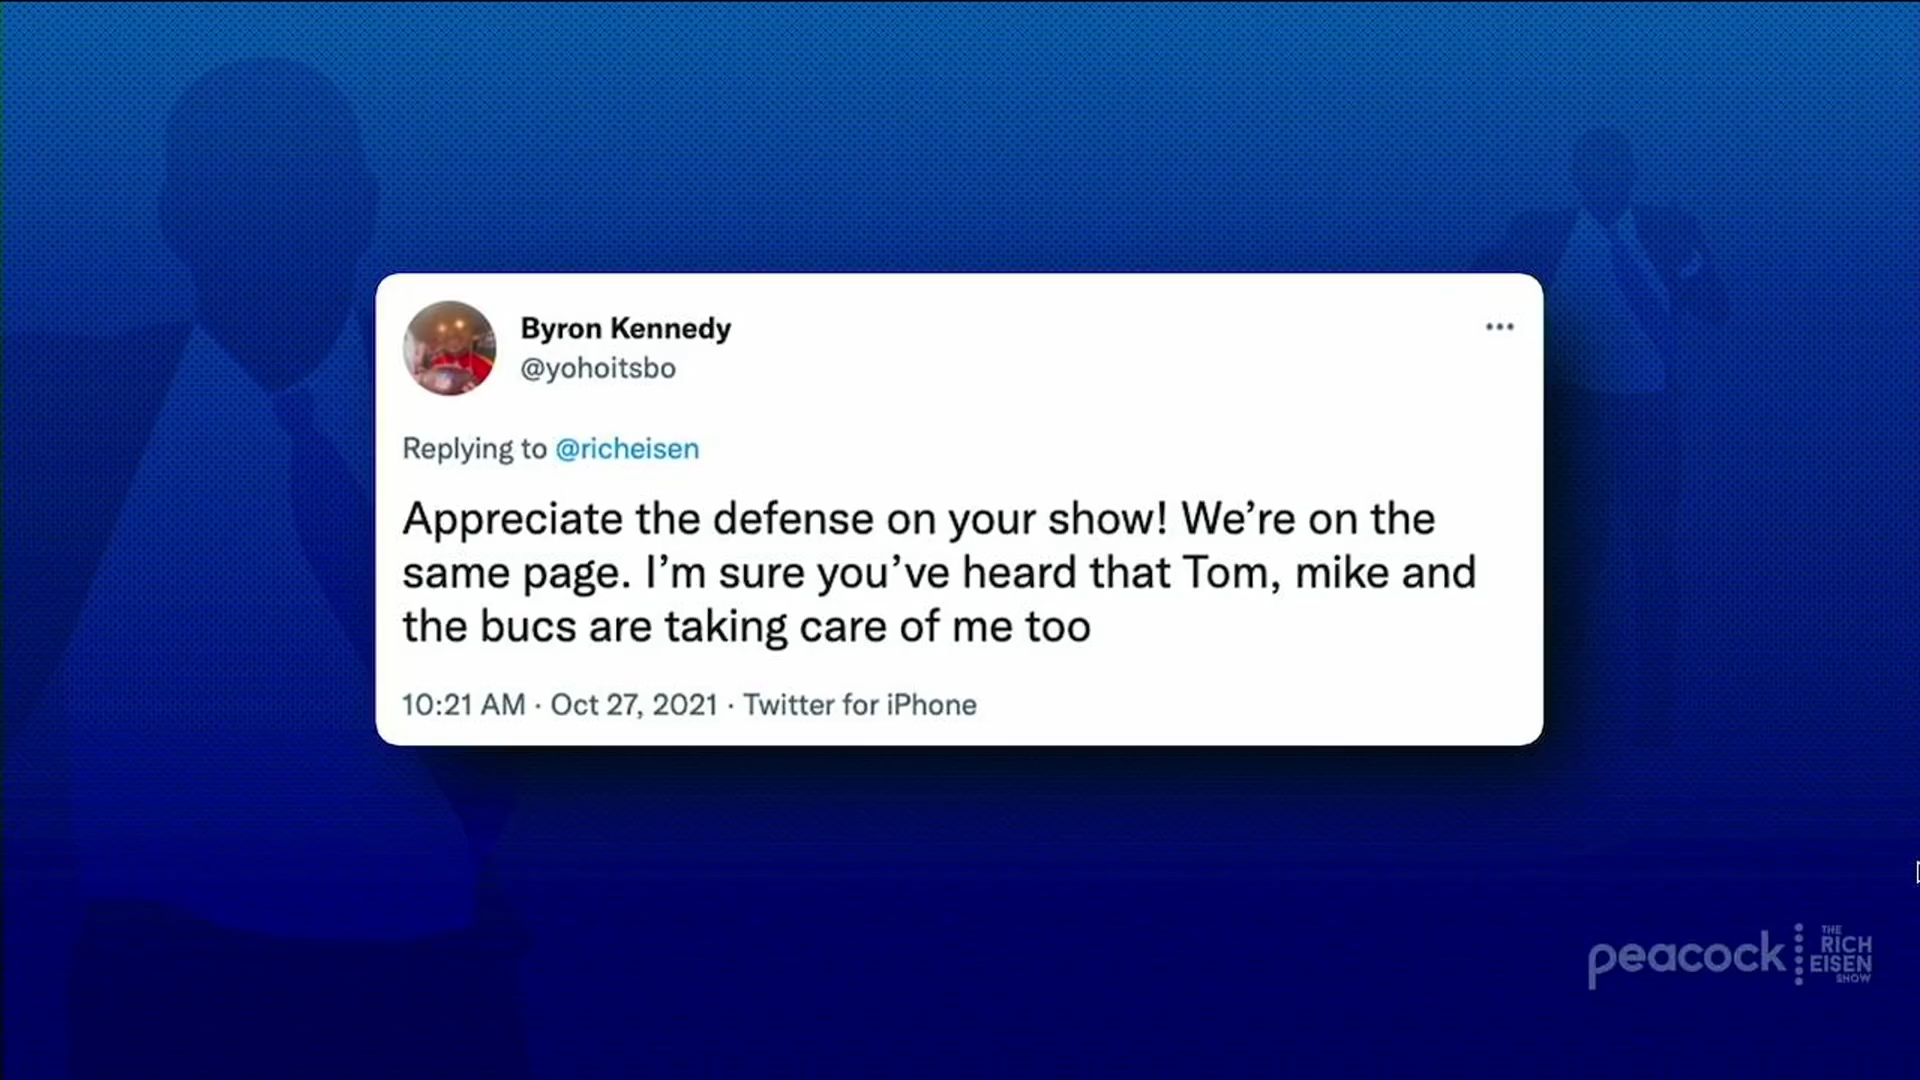 Byron Kennedy
@yohoitsbo
Replying to @richeisen
Appreciate the defense on your show! We’re on the
same page. I’m sure you’ve heard that Tom, mike and
the bucs are taking care of me too
10:21 AM · Oct 27, 2021 · Twitter for iPhone
peacock
THE
RICH
EISEN
SHOW